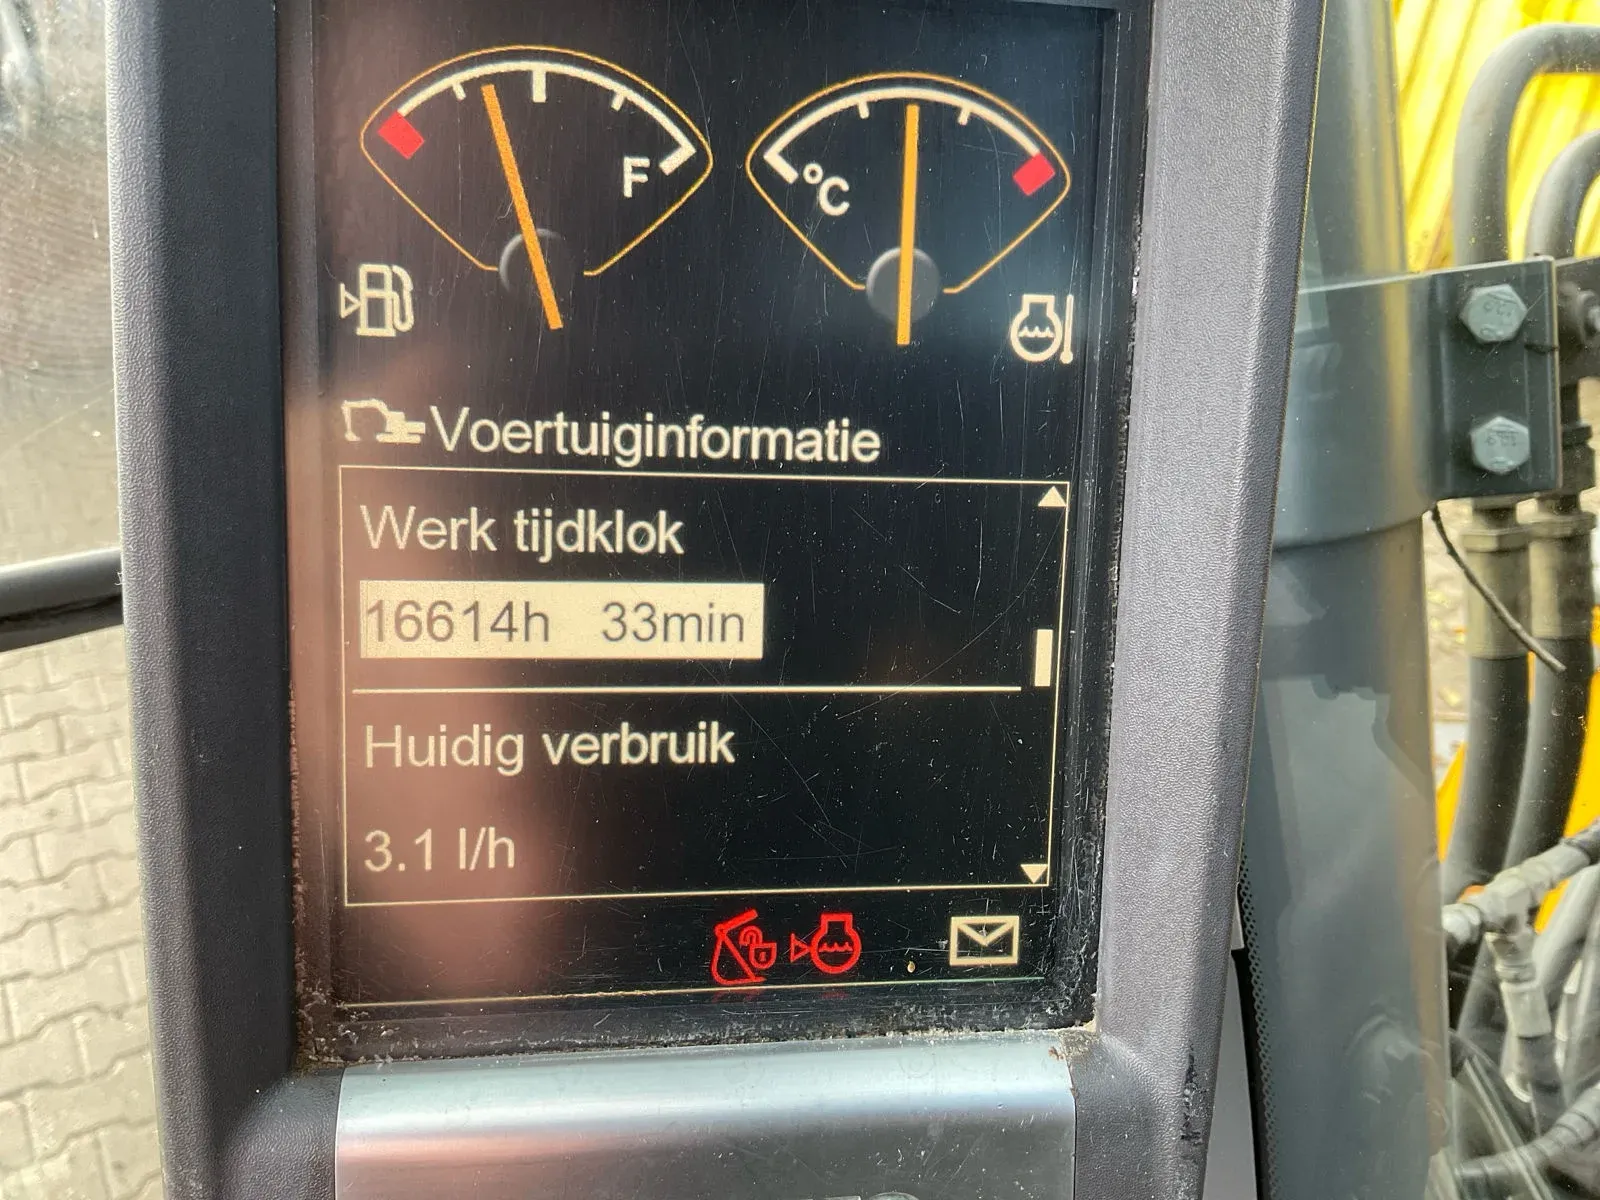 F
°C
Voertuiginformatie
Werk tijdklok
16614h 33min
Huidig verbruik
3.1 l/h